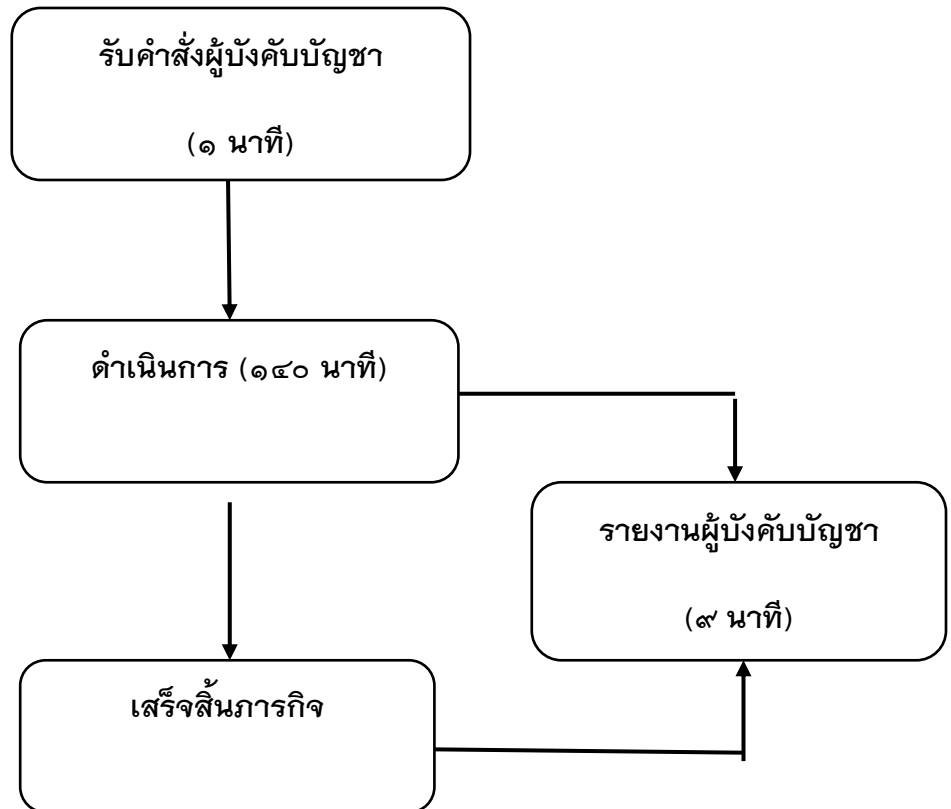 รับคำสั่งผู้บังคับบัญชา
(๑ นาที)
ดำเนินการ (๑๔๐ นาที)
รายงานผู้บังคับบัญชา
(๙ นาที)
เสร็จสิ้นภารกิจ